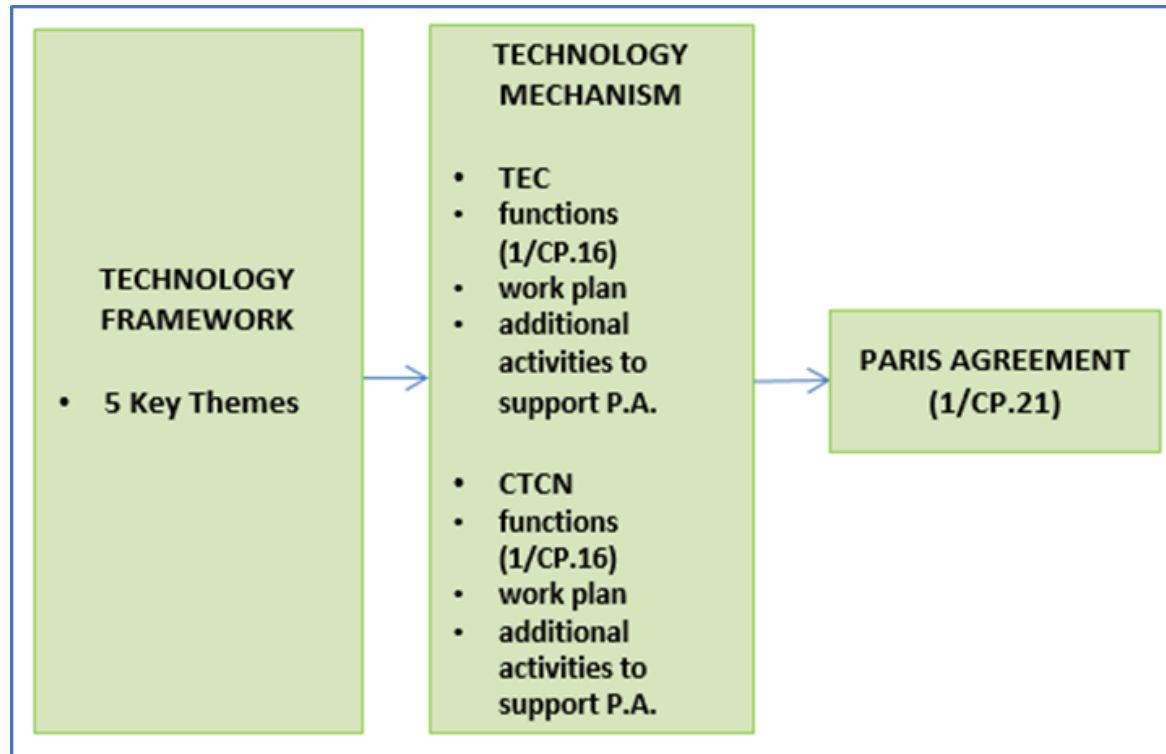 TECHNOLOGY
FRAMEWORK
• 5 Key Themes
TECHNOLOGY
MECHANISM
• TEC
• functions
(1/CP.16)
• work plan
• additional
activities to
support P.A.
• CTCN
• functions
(1/CP.16)
• work plan
• additional
activities to
support P.A.
PARIS AGREEMENT
(1/CP.21)